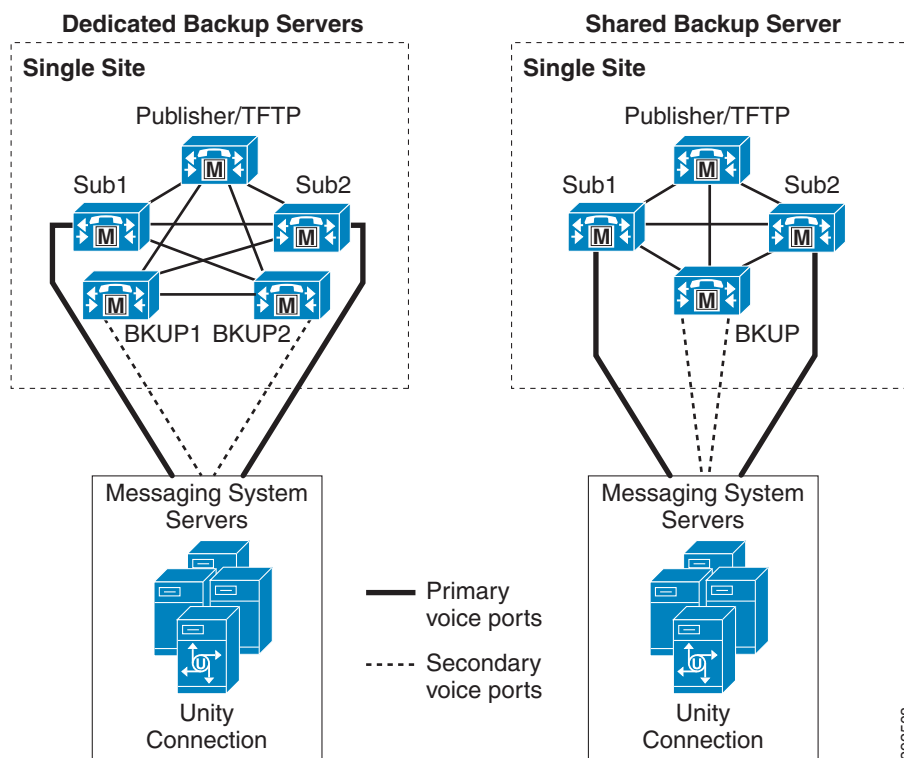 Dedicated Backup Servers
Single Site
Publisher/TFTP
Sub1
Sub2
M
M
M
M
M
BKUP1
BKUP2
Messaging System
Servers
U
Unity
Connection
Primary
voice ports
Secondary
voice ports
Shared Backup Server
Single Site
Publisher/TFTP
Sub1
Sub2
M
M
M
M
BKUP
Messaging System
Servers
U
Unity
Connection